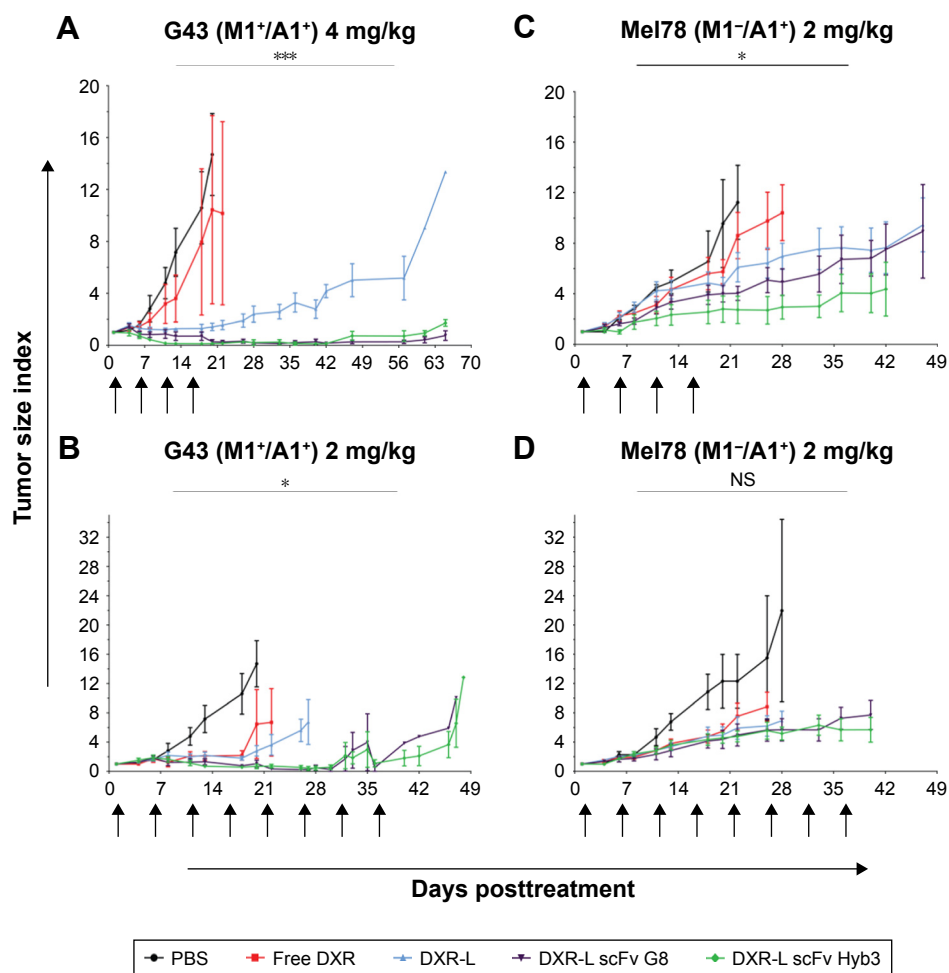 A
G43 (M1⁺/A1⁺) 4 mg/kg
***
20
16
12
8
4
0
0 7 14 21 28 35 42 49 56 63 70
C
Mel78 (M1⁻/A1⁺) 2 mg/kg
*
20
16
12
8
4
0
0 7 14 21 28 35 42 49
Tumor size index
B
G43 (M1⁺/A1⁺) 2 mg/kg
*
32
28
24
20
16
12
8
4
0
0 7 14 21 28 35 42 49
D
Mel78 (M1⁻/A1⁺) 2 mg/kg
NS
32
28
24
20
16
12
8
4
0
0 7 14 21 28 35 42 49
Days posttreatment
PBS Free DXR DXR-L DXR-L scFv G8 DXR-L scFv Hyb3